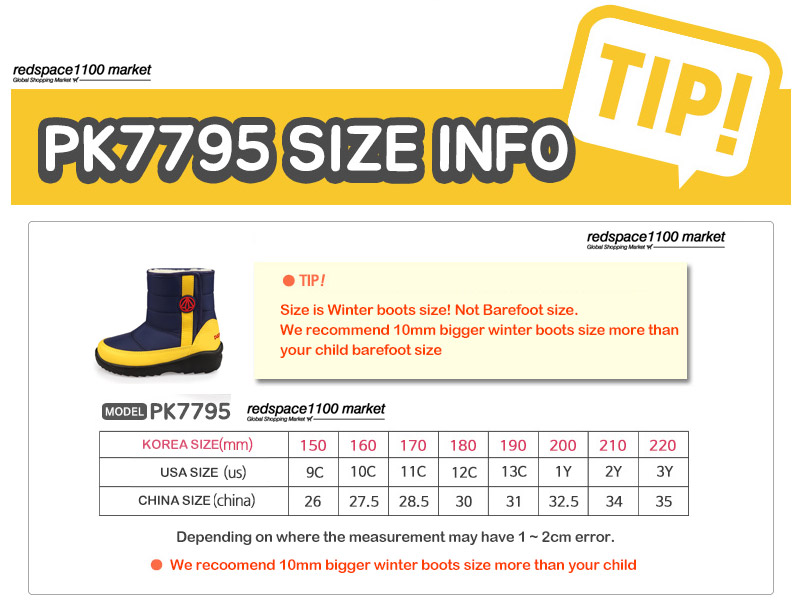 redspace1100 market
Global Shopping Market
TIP!
PK7795 SIZE INFO
redspace1100 market
Global Shopping Market
TIP!
Size is Winter boots size! Not Barefoot size.
We recommend 10mm bigger winter boots size more than
your child barefoot size
MODEL PK7795 redspace1100 market
Global Shopping Market
KOREA SIZE(mm) 150 160 170 180 190 200 210 220
USA SIZE (us) 9C 10C 11C 12C 13C 1Y 2Y 3Y
CHINA SIZE (china) 26 27.5 28.5 30 31 32.5 34 35
Depending on where the measurement may have 1 ~ 2cm error.
We recoomend 10mm bigger winter boots size more than your child